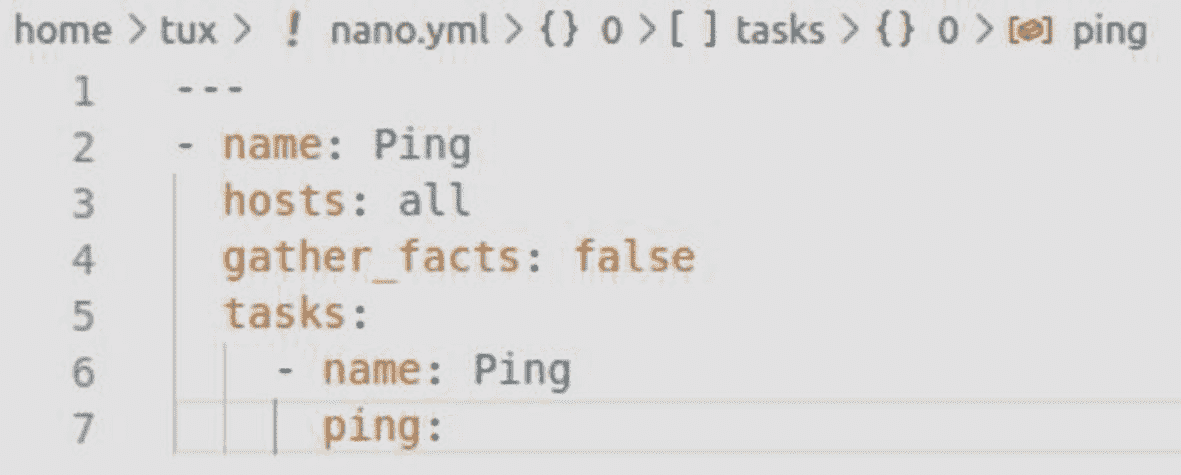 home > tux > ! nano.yml > {} 0 > [ ] tasks > {} 0 > [⊘] ping
1 ---
2 - name: Ping
3   hosts: all
4   gather_facts: false
5   tasks:
6     - name: Ping
7       ping: